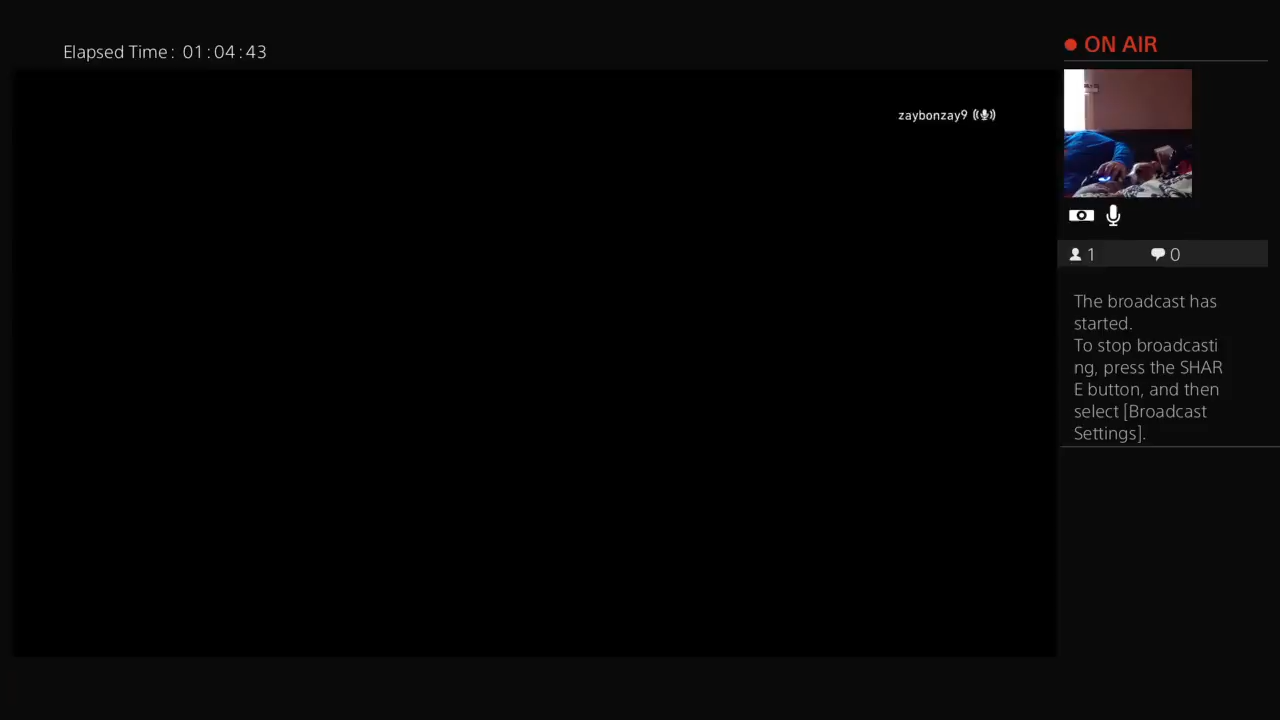 Elapsed Time: 01:04:43
ON AIR
zaybonzay9
1
0
The broadcast has
started.
To stop broadcasti
ng, press the SHAR
E button, and then
select [Broadcast
Settings].